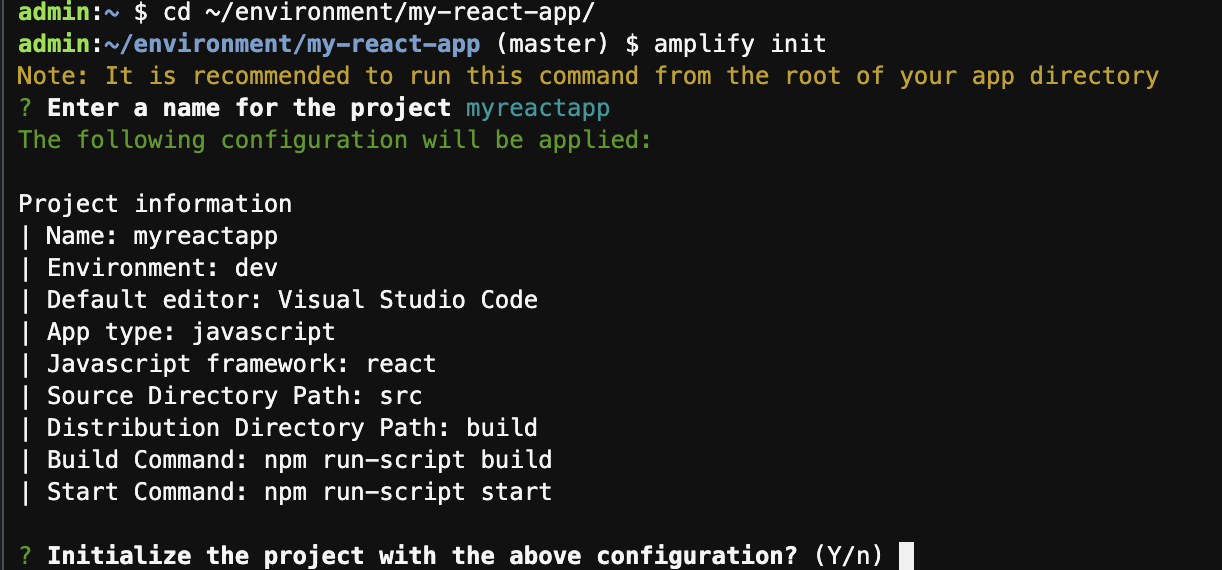 admin:~ $ cd ~/environment/my-react-app/
admin:~/environment/my-react-app (master) $ amplify init
Note: It is recommended to run this command from the root of your app directory
? Enter a name for the project myreactapp
The following configuration will be applied:
Project information
| Name: myreactapp
| Environment: dev
| Default editor: Visual Studio Code
| App type: javascript
| Javascript framework: react
| Source Directory Path: src
| Distribution Directory Path: build
| Build Command: npm run-script build
| Start Command: npm run-script start
? Initialize the project with the above configuration? (Y/n)